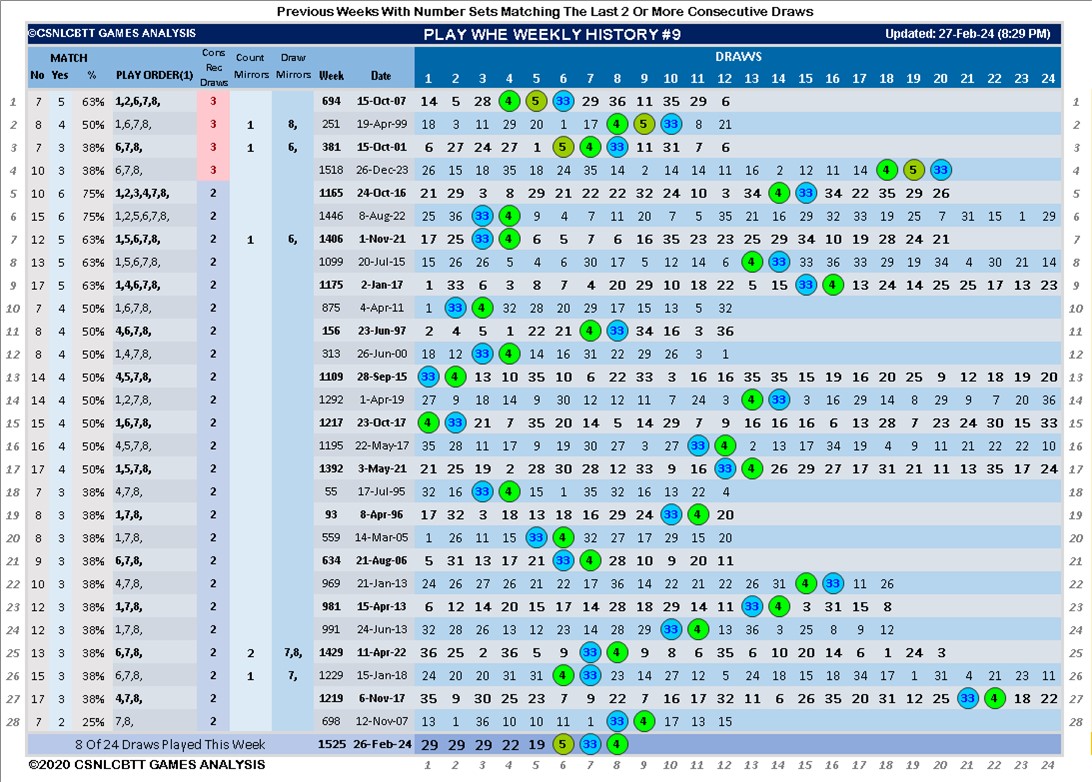 Previous Weeks With Number Sets Matching The Last 2 Or More Consecutive Draws
©CSNLCBTT GAMES ANALYSIS PLAY WHE WEEKLY HISTORY #9 Updated: 27-Feb-24 (8:29 PM)
MATCH Cons Rec Draws Count Mirrors Draw Mirrors DRAWS
No Yes % PLAY ORDER(1) Week Date 1 2 3 4 5 6 7 8 9 10 11 12 13 14 15 16 17 18 19 20 21 22 23 24
1 7 5 63% 1,2,6,7,8, 3 694 15-Oct-07 14 5 28 4 5 33 29 36 11 35 29 6 1
2 8 4 50% 1,6,7,8, 3 1 8, 251 19-Apr-99 18 3 11 29 20 1 17 4 5 33 8 21 2
3 7 3 38% 6,7,8, 3 1 6, 381 15-Oct-01 6 27 24 27 1 5 4 33 11 31 7 6 3
4 10 3 38% 6,7,8, 3 1518 26-Dec-23 26 15 18 35 18 24 35 14 4 2 24 12 14 11 16 2 12 11 14 4 5 33 4
5 10 6 75% 1,2,3,4,7,8, 2 1165 24-Oct-16 21 29 3 8 29 21 22 22 32 24 10 3 34 4 33 34 22 35 29 26 5
6 15 6 75% 1,2,5,6,7,8, 2 1446 8-Aug-22 25 36 33 4 9 4 7 11 20 7 5 35 21 16 29 32 33 19 25 7 31 15 1 29 6
7 12 5 63% 1,5,6,7,8, 2 1 6, 1406 1-Nov-21 17 25 33 4 6 5 7 6 16 35 23 23 25 29 34 10 19 28 24 21 7
8 13 5 63% 1,5,6,7,8, 2 1099 20-Jul-15 15 26 26 5 4 6 30 17 5 12 14 6 4 33 33 36 33 29 19 34 4 30 21 14 8
9 17 5 63% 1,4,6,7,8, 2 1175 2-Jan-17 1 33 6 3 8 7 4 20 29 10 18 22 5 15 33 4 13 24 14 25 25 17 13 23 9
10 7 4 50% 1,6,7,8, 2 875 4-Apr-11 1 33 4 32 28 20 29 17 15 13 5 32 10
11 8 4 50% 4,6,7,8, 2 156 23-Jun-97 2 4 5 1 22 21 4 33 34 16 3 36 11
12 8 4 50% 1,4,7,8, 2 313 26-Jun-00 18 12 33 4 14 16 31 22 29 26 3 1 12
13 14 4 50% 4,5,7,8, 2 1109 28-Sep-15 33 4 13 10 35 10 6 22 33 3 16 16 35 35 15 19 16 20 25 9 12 18 19 20 13
14 14 4 50% 1,2,7,8, 2 1292 1-Apr-19 27 9 18 14 9 30 12 12 11 7 24 3 4 33 3 16 29 14 8 29 9 7 20 36 14
15 15 4 50% 1,6,7,8, 2 1217 23-Oct-17 4 33 21 7 35 20 14 5 14 29 7 9 16 16 16 6 13 28 7 23 24 30 15 33 15
16 16 4 50% 4,5,7,8, 2 1195 22-May-17 35 28 11 17 9 19 30 27 3 27 33 4 2 13 17 34 19 4 9 11 21 22 22 10 16
17 17 4 50% 1,5,7,8, 2 1392 3-May-21 21 25 19 2 28 30 28 12 33 9 16 33 4 26 29 27 17 31 21 11 13 35 17 24 17
18 7 3 38% 4,7,8, 2 55 17-Jul-95 32 16 33 4 15 1 35 32 16 13 22 4 18
19 8 3 38% 1,7,8, 2 93 8-Apr-96 17 32 3 18 13 18 16 29 24 33 4 20 19
20 8 3 38% 1,7,8, 2 559 14-Mar-05 1 26 11 15 33 4 32 27 17 29 15 20 20
21 9 3 38% 6,7,8, 2 634 21-Aug-06 5 31 13 17 21 33 4 28 10 9 20 11 21
22 10 3 38% 4,7,8, 2 969 21-Jan-13 24 26 27 26 21 22 17 36 14 22 21 22 26 31 4 33 11 26 22
23 12 3 38% 1,7,8, 2 981 15-Apr-13 6 12 14 20 15 17 14 28 18 29 14 11 33 4 3 31 15 8 23
24 12 3 38% 1,7,8, 2 991 24-Jun-13 32 28 26 13 12 23 14 28 29 33 4 13 36 3 25 8 9 12 24
25 13 3 38% 6,7,8, 2 2 7,8, 1429 11-Apr-22 36 25 2 36 5 9 33 4 9 8 6 35 6 10 20 14 6 1 24 3 25
26 15 3 38% 6,7,8, 2 1 7, 1229 15-Jan-18 24 20 20 31 31 4 33 23 14 26 27 12 5 24 18 15 18 34 17 1 31 4 21 23 11 26
27 17 3 38% 4,7,8, 2 1219 6-Nov-17 35 9 30 25 23 7 9 22 7 16 17 32 11 6 26 35 20 31 12 27 33 4 18 22 27
28 7 2 25% 7,8, 2 698 12-Nov-07 13 1 31 10 10 11 1 33 4 17 13 15 28
8 Of 24 Draws Played This Week 1525 26-Feb-24 29 29 29 22 19 5 33 4
©2020 CSNLCBTT GAMES ANALYSIS 1 2 3 4 5 6 7 8 9 10 11 12 13 14 15 16 17 18 19 20 21 22 23 24